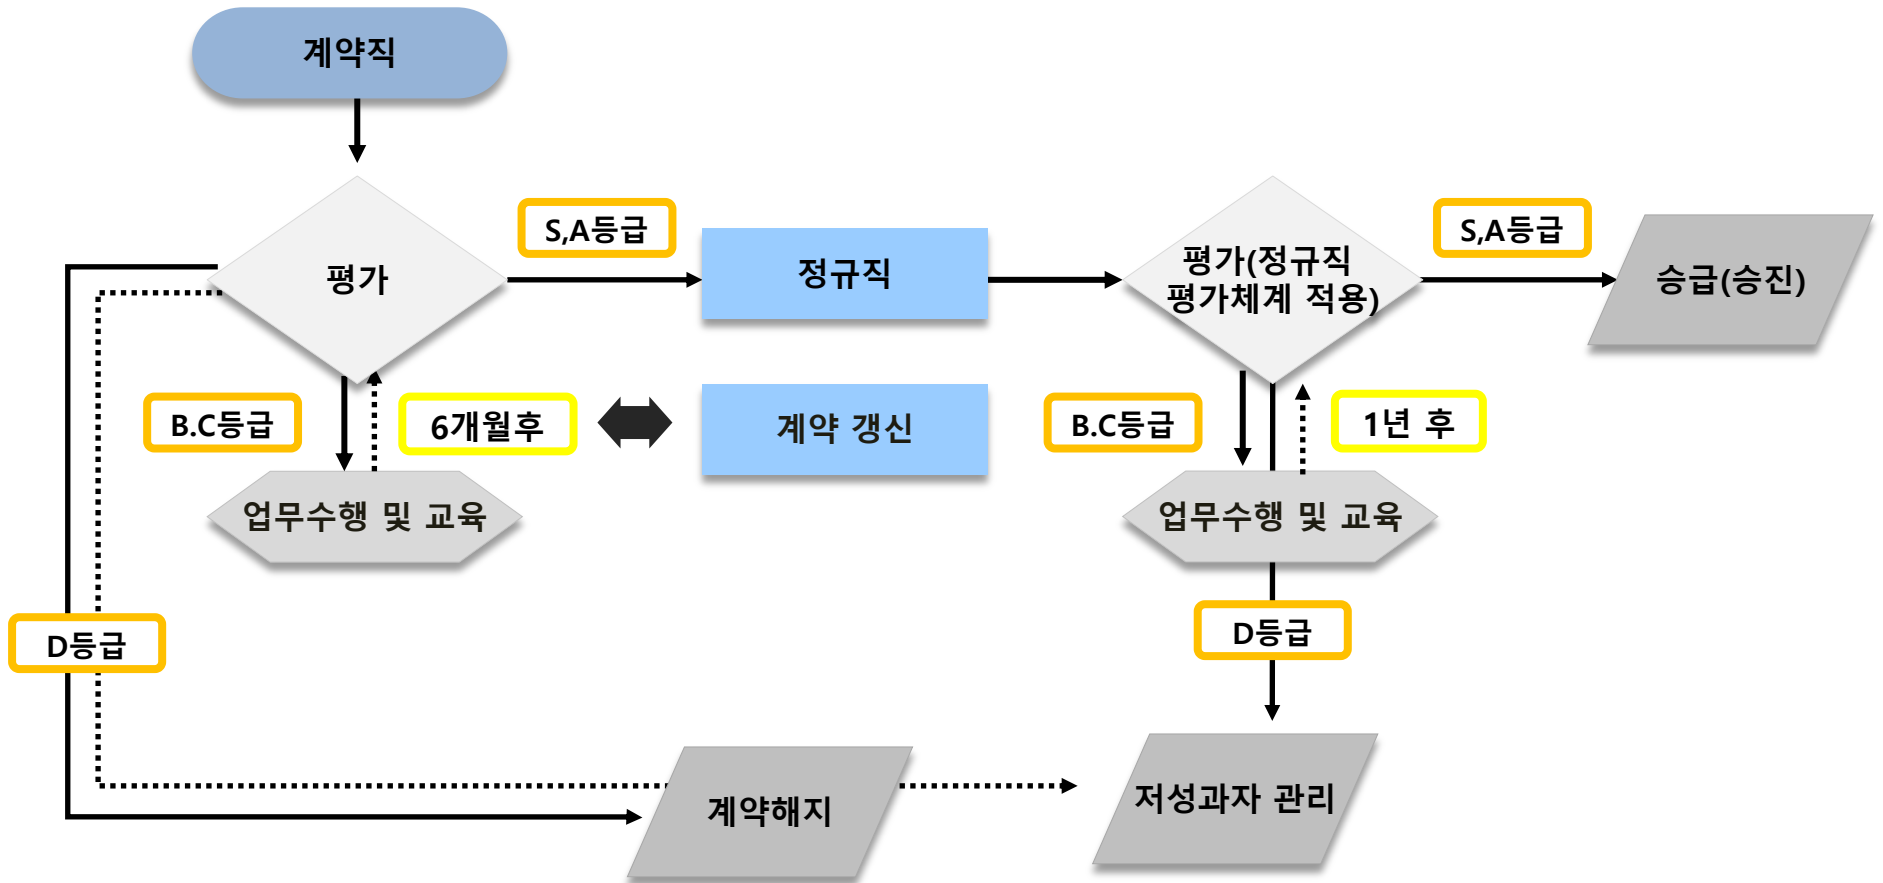 계약직
평가
S,A등급
정규직
평가(정규직
평가체계 적용)
S,A등급
승급(승진)
B.C등급
6개월후
계약 갱신
B.C등급
1년 후
업무수행 및 교육
업무수행 및 교육
D등급
D등급
계약해지
저성과자 관리